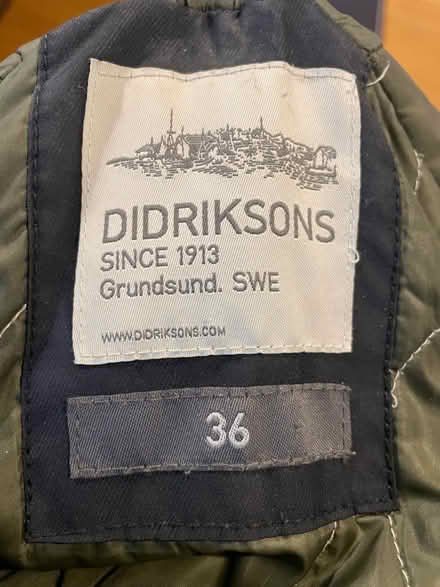 DIDRIKSONS
SINCE 1913
Grundsund. SWE
WWW.DIDRIKSONS.COM
36